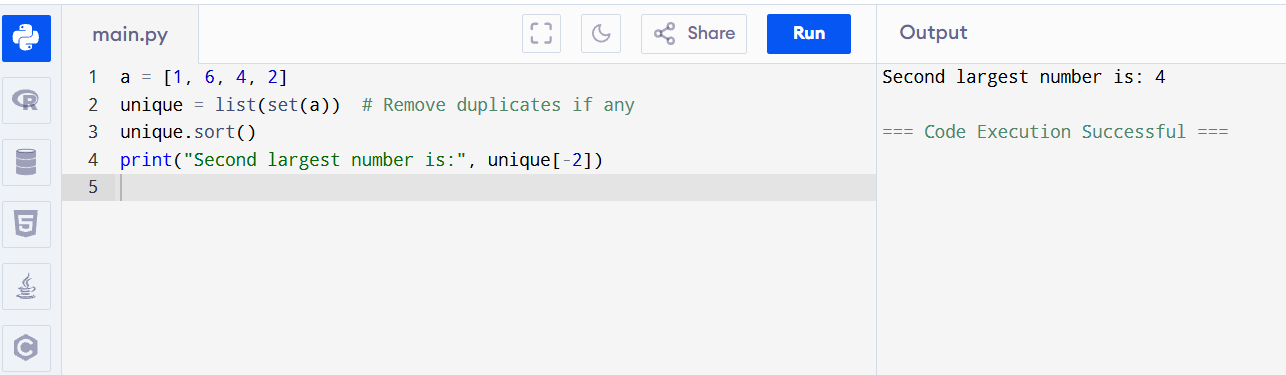 main.py
Share
Run
Output
1 a = [1, 6, 4, 2]
2 unique = list(set(a))  # Remove duplicates if any
3 unique.sort()
4 print("Second largest number is:", unique[-2])
5
Second largest number is: 4
=== Code Execution Successful ===
R
5
C